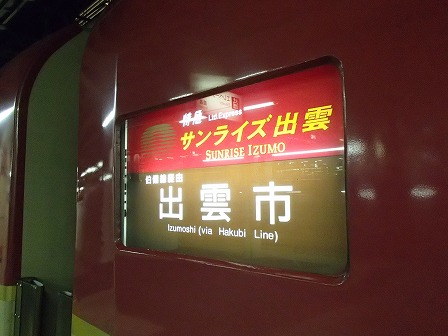 特急 Ltd.Express
サンライズ出雲
SUNRISE IZUMO
伯備線経由
出雲市
Izumoshi (via Hakubi Line)